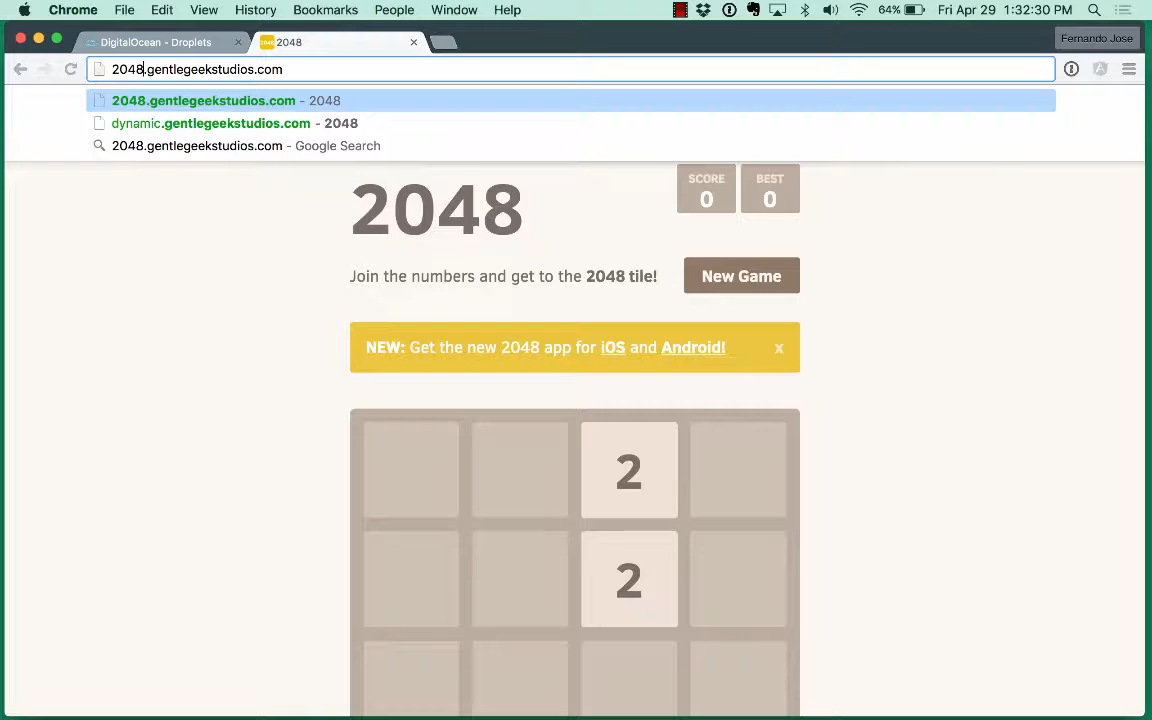 Chrome File Edit View History Bookmarks People Window Help 64% Fri Apr 29 1:32:30 PM
DigitalOcean - Droplets 2048 Fernando Jose
2048.gentlegeekstudios.com
2048.gentlegeekstudios.com - 2048
dynamic.gentlegeekstudios.com - 2048
2048.gentlegeekstudios.com - Google Search
2048
SCORE
0
BEST
0
Join the numbers and get to the 2048 tile!
New Game
NEW: Get the new 2048 app for iOS and Android! x
2
2